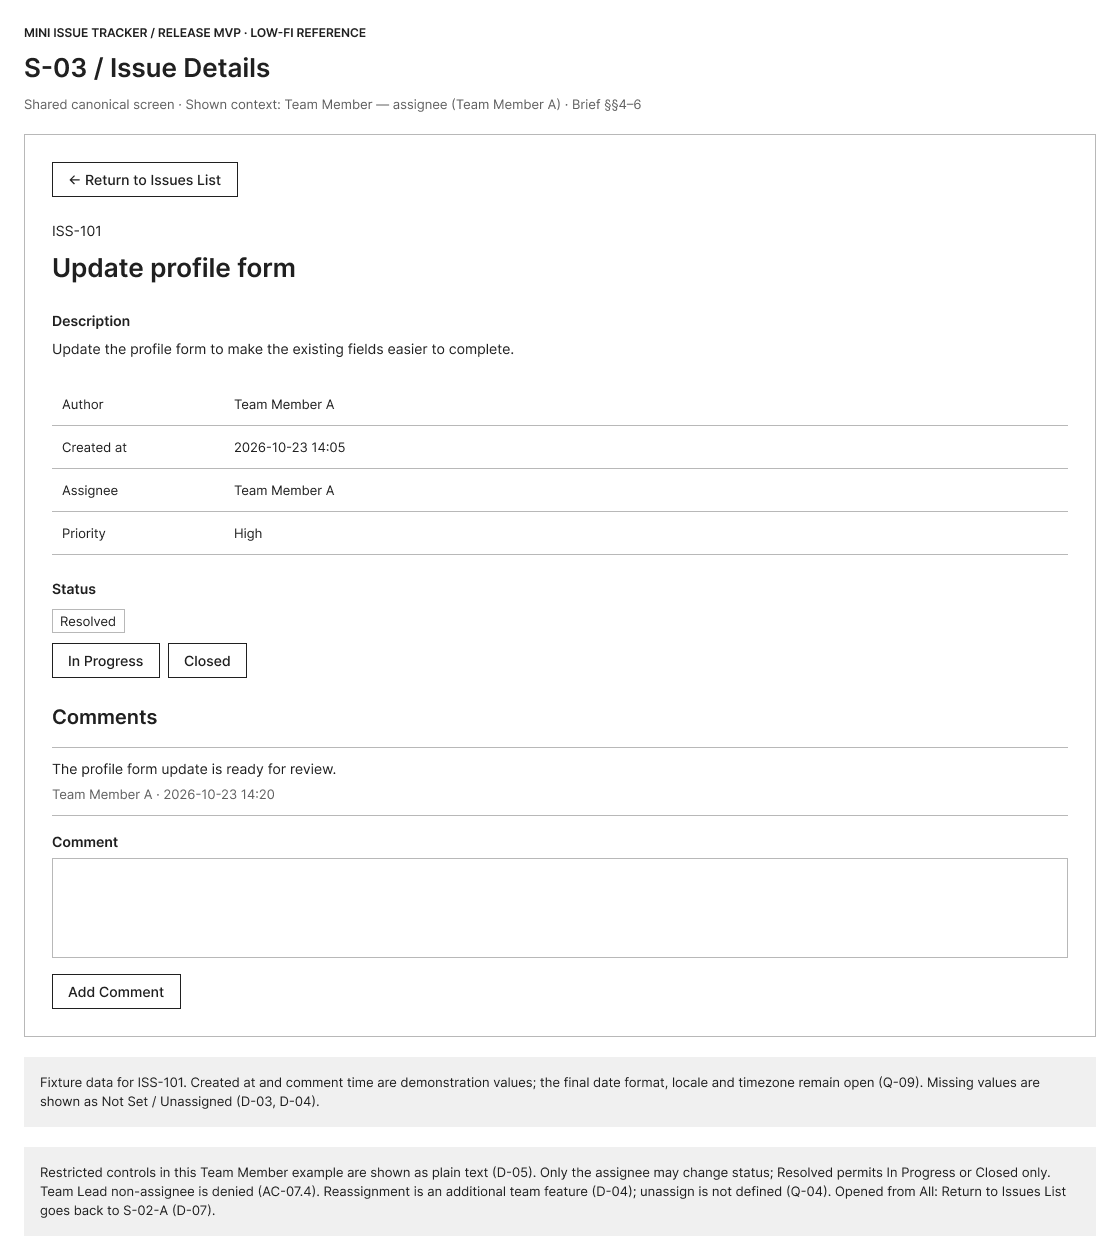 MINI ISSUE TRACKER / RELEASE MVP · LOW-FI REFERENCE
S-03 / Issue Details
Shared canonical screen · Shown context: Team Member — assignee (Team Member A) · Brief §§4–6
← Return to Issues List
ISS-101
Update profile form
Description
Update the profile form to make the existing fields easier to complete.
Author Team Member A
Created at 2026-10-23 14:05
Assignee Team Member A
Priority High
Status
Resolved
In Progress Closed
Comments
The profile form update is ready for review.
Team Member A · 2026-10-23 14:20
Comment
Add Comment
Fixture data for ISS-101. Created at and comment time are demonstration values; the final date format, locale and timezone remain open (Q-09). Missing values are
shown as Not Set / Unassigned (D-03, D-04).
Restricted controls in this Team Member example are shown as plain text (D-05). Only the assignee may change status; Resolved permits In Progress or Closed only.
Team Lead non-assignee is denied (AC-07.4). Reassignment is an additional team feature (D-04); unassign is not defined (Q-04). Opened from All: Return to Issues List
goes back to S-02-A (D-07).